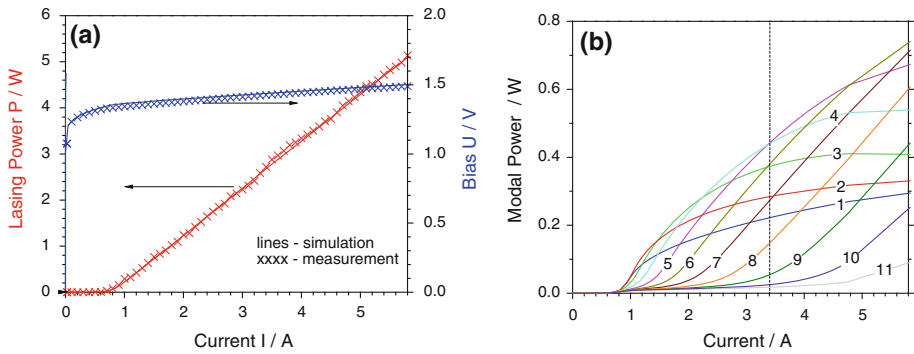 (a)
Lasing Power P / W
6
5
4
3
2
1
0
2.0
1.5
1.0
0.5
0.0
Bias U / V
lines - simulation
xxxx - measurement
0 1 2 3 4 5
Current I / A
(b)
Modal Power / W
0.8
0.6
0.4
0.2
0.0
4
3
2
1
5 6 7 8 9 10 11
0 1 2 3 4 5
Current / A